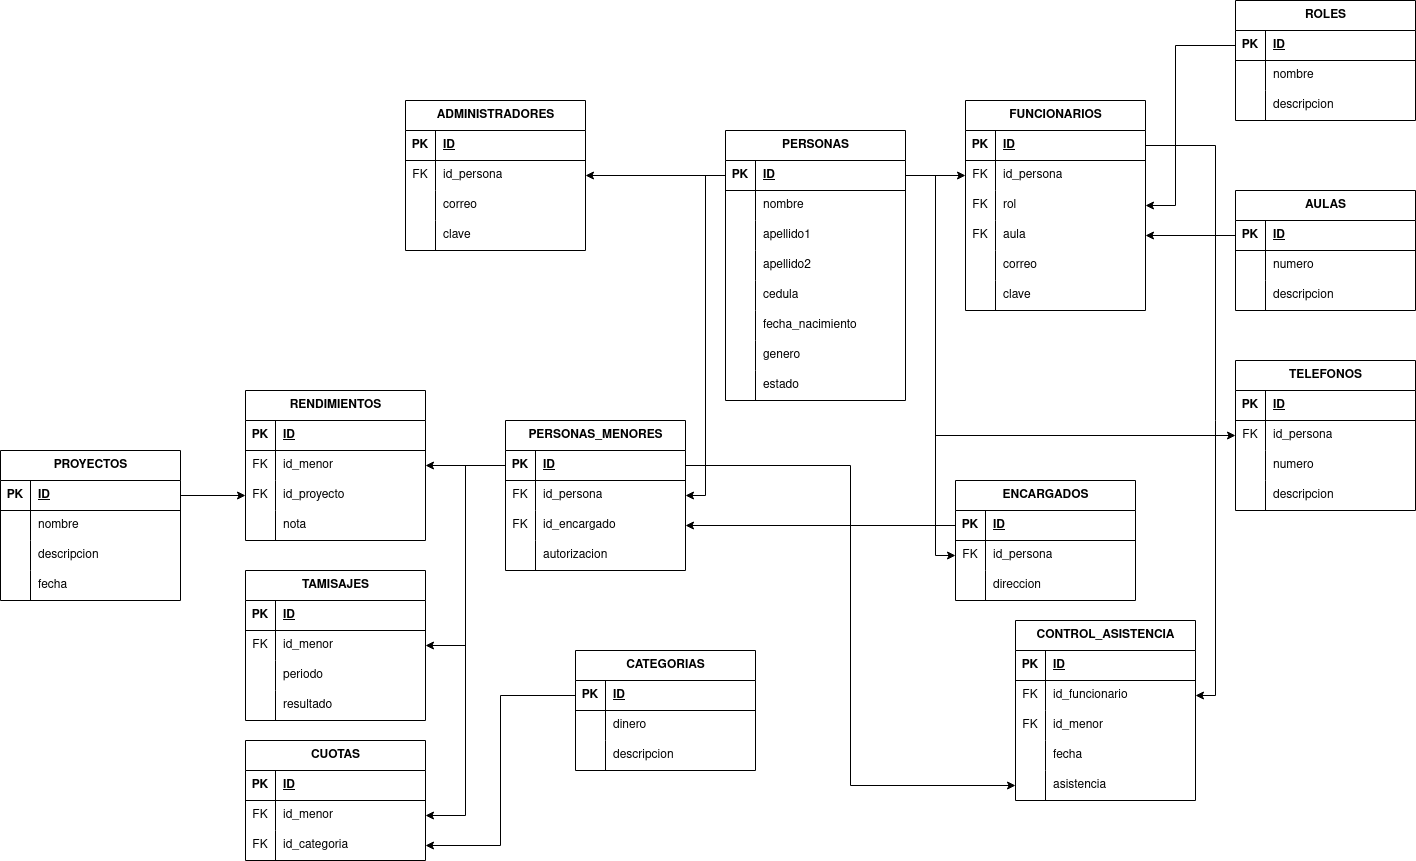 ROLES
PK ID
nombre
descripcion
ADMINISTRADORES
PK ID
FK id_persona
correo
clave
PERSONAS
PK ID
nombre
apellido1
apellido2
cedula
fecha_nacimiento
genero
estado
FUNCIONARIOS
PK ID
FK id_persona
FK rol
FK aula
correo
clave
AULAS
PK ID
numero
descripcion
TELEFONOS
PK ID
FK id_persona
numero
descripcion
RENDIMIENTOS
PK ID
FK id_menor
FK id_proyecto
nota
PERSONAS_MENORES
PK ID
FK id_persona
FK id_encargado
autorizacion
PROYECTOS
PK ID
nombre
descripcion
fecha
ENCARGADOS
PK ID
FK id_persona
direccion
TAMISAJES
PK ID
FK id_menor
periodo
resultado
CATEGORIAS
PK ID
dinero
descripcion
CONTROL_ASISTENCIA
PK ID
FK id_funcionario
FK id_menor
fecha
asistencia
CUOTAS
PK ID
FK id_menor
FK id_categoria